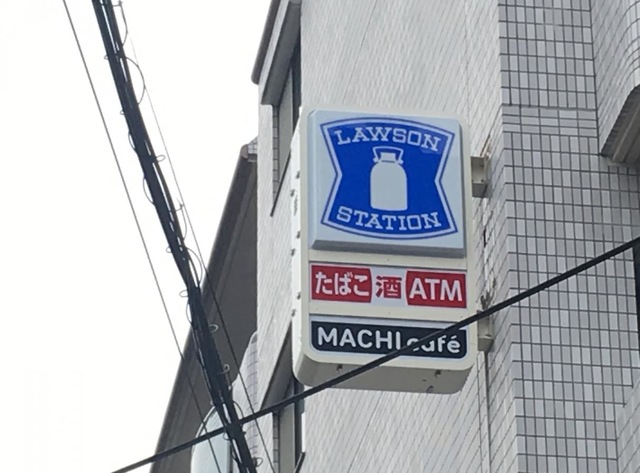 LAWSON
STATION
たばこ 酒 ATM
MACHI café